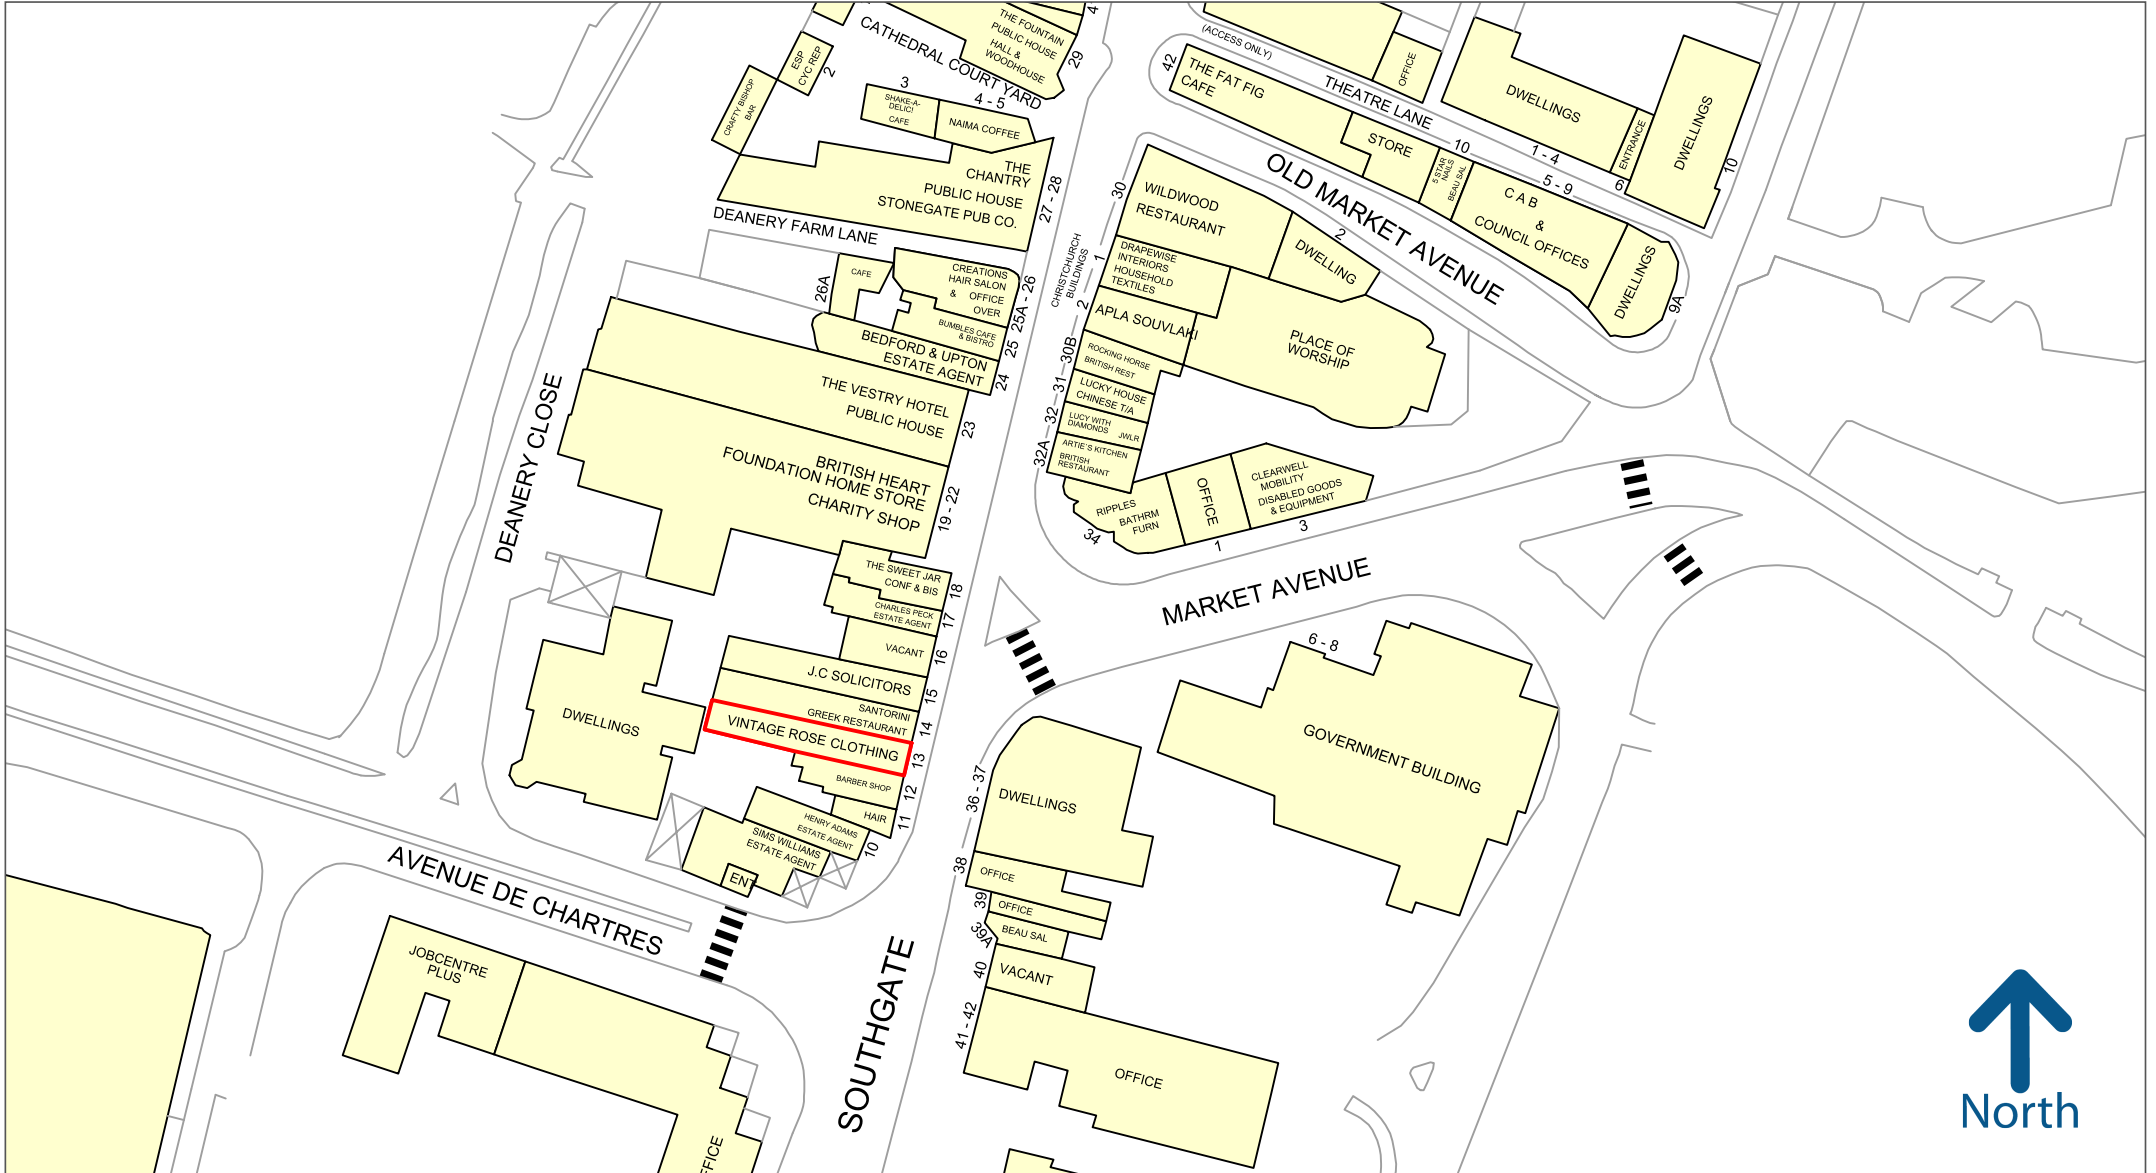 4
THE FOUNTAIN
PUBLIC HOUSE
HALL &
WOODHOUSE
29
CATHEDRAL COURT YARD
ESP
CYC REP
2
CRAFTY BISHOP
BAR
3
SHAKE-A-
DELIC!
CAFE
4 - 5
NAIMA COFFEE
THE
CHANTRY
PUBLIC HOUSE
STONEGATE PUB CO.
27 - 28
DEANERY FARM LANE
26A
CAFE
CREATIONS
HAIR SALON
& OFFICE
OVER
25A - 26
BUMBLES CAFE
& BISTRO
25
BEDFORD & UPTON
ESTATE AGENT
24
THE VESTRY HOTEL
PUBLIC HOUSE
23
BRITISH HEART
FOUNDATION HOME STORE
CHARITY SHOP
19 - 22
DEANERY CLOSE
THE SWEET JAR
CONF & BIS
18
CHARLES PECK
ESTATE AGENT
17
VACANT
16
J.C SOLICITORS
15
SANTORINI
GREEK RESTAURANT
14
VINTAGE ROSE CLOTHING
13
BARBER SHOP
12
HAIR
11
HENRY ADAMS
ESTATE AGENT
10
SIMS WILLIAMS
ESTATE AGENT
ENT
DWELLINGS
AVENUE DE CHARTRES
JOBCENTRE
PLUS
FFICE
SOUTHGATE
42
(ACCESS ONLY)
THE FAT FIG
CAFE
THEATRE LANE
OFFICE
DWELLINGS
ENTRANCE
DWELLINGS
10
STORE
10
1 - 4
5 STAR
NAILS
BEAU SAL
5 - 9
6
C A B
&
COUNCIL OFFICES
DWELLINGS
9A
OLD MARKET AVENUE
30
WILDWOOD
RESTAURANT
2
DWELLING
CHRISTCHURCH
BUILDINGS
1
DRAPEWISE
INTERIORS
HOUSEHOLD
TEXTILES
2
APLA SOUVLAKI
PLACE OF
WORSHIP
30B
ROCKING HORSE
BRITISH REST
31
LUCKY HOUSE
CHINESE T/A
32
LUCY WITH
DIAMONDS JWLR
32A
ARTIE`S KITCHEN
BRITISH
RESTAURANT
34
RIPPLES
BATHRM
FURN
OFFICE
1
CLEARWELL
MOBILITY
DISABLED GOODS
& EQUIPMENT
3
MARKET AVENUE
6 - 8
GOVERNMENT BUILDING
36 - 37
DWELLINGS
38
OFFICE
39
OFFICE
39A
BEAU SAL
40
VACANT
41 - 42
OFFICE
North